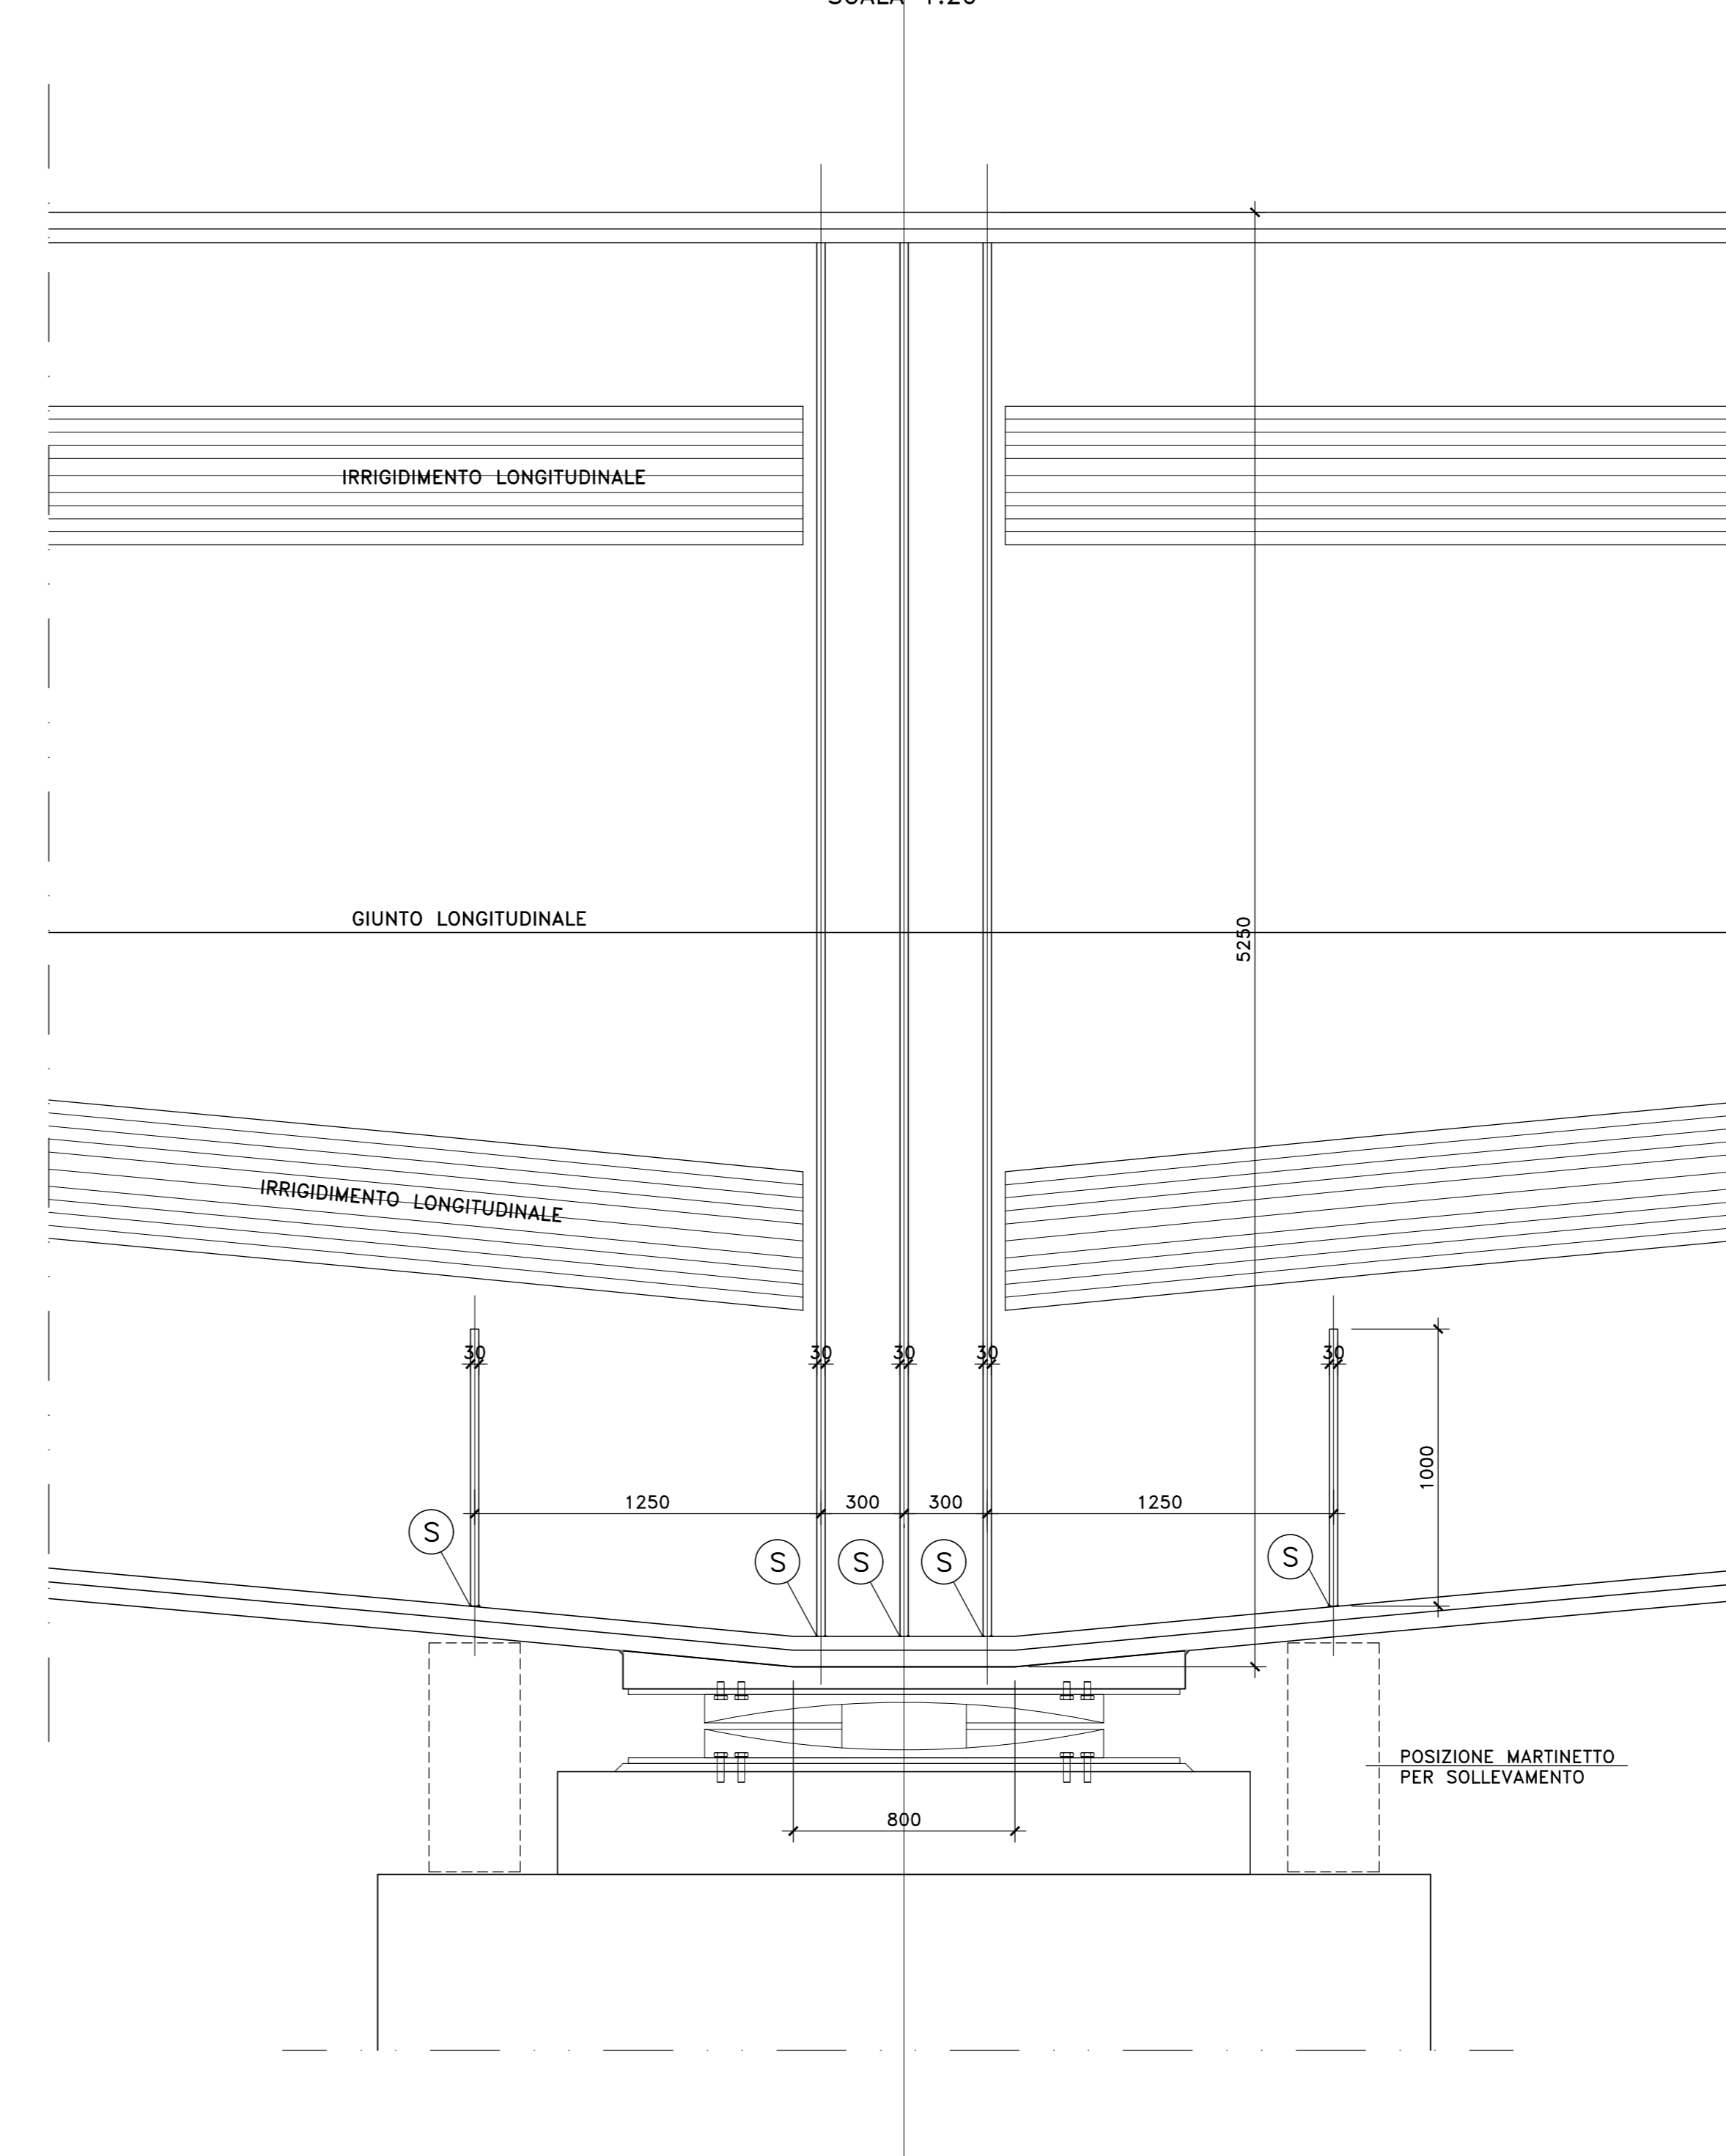 IRRIGIDIMENTO LONGITUDINALE
GIUNTO LONGITUDINALE
5250
IRRIGIDIMENTO LONGITUDINALE
30 30 30 30 30
1000
1250 300 300 1250
S S S S S
POSIZIONE MARTINETTO
PER SOLLEVAMENTO
800